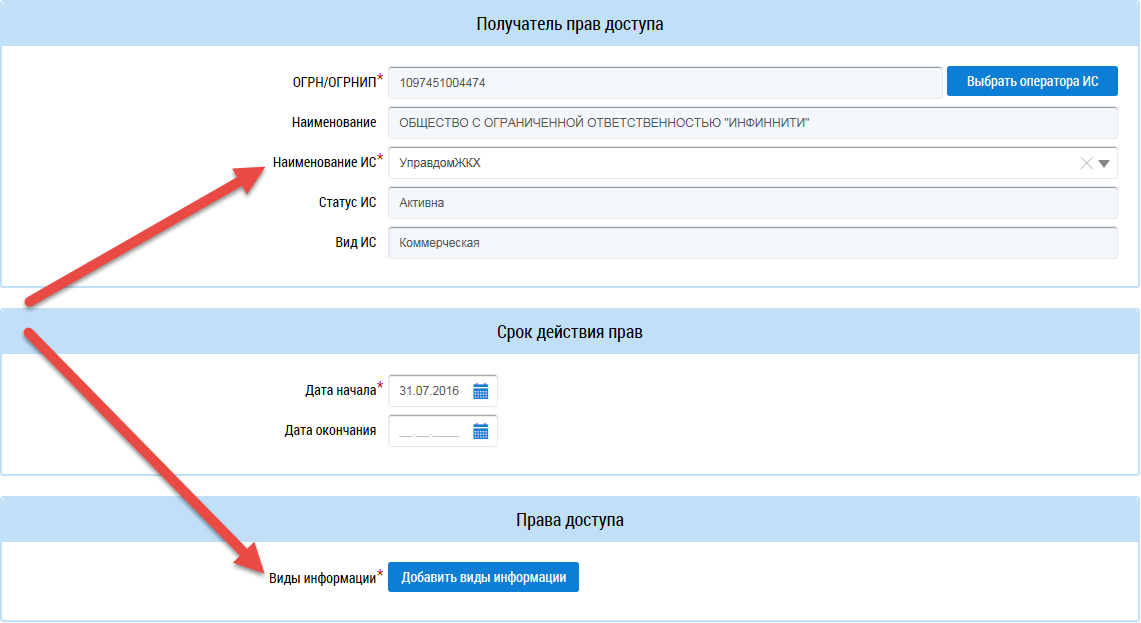 Получатель прав доступа
ОГРН/ОГРНИП* 1097451004474 Выбрать оператора ИС
Наименование ОБЩЕСТВО С ОГРАНИЧЕННОЙ ОТВЕТСТВЕННОСТЬЮ "ИНФИННИТИ"
Наименование ИС* УправдомЖКХ
Статус ИС Активна
Вид ИС Коммерческая
Срок действия прав
Дата начала* 31.07.2016
Дата окончания __.__.____
Права доступа
Виды информации* Добавить виды информации